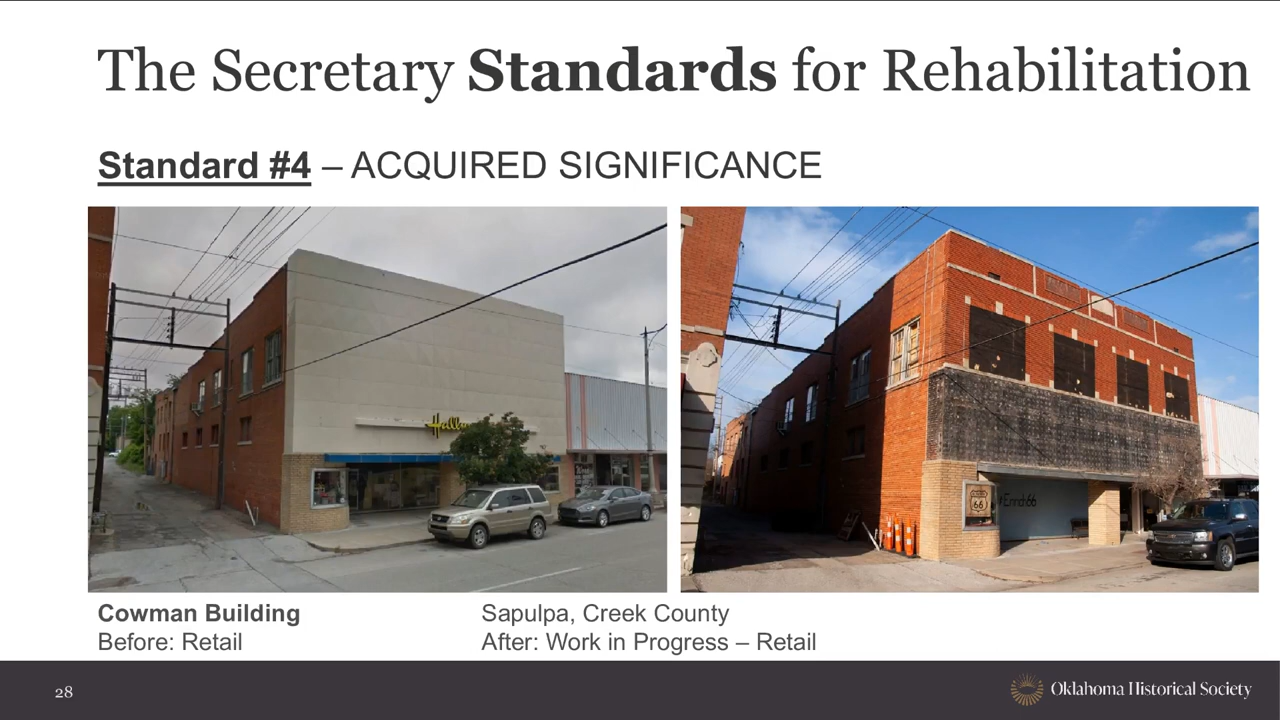 The Secretary Standards for Rehabilitation
Standard #4 – ACQUIRED SIGNIFICANCE
66
Cowman Building
Before: Retail
Sapulpa, Creek County
After: Work in Progress – Retail
28
Oklahoma Historical Society